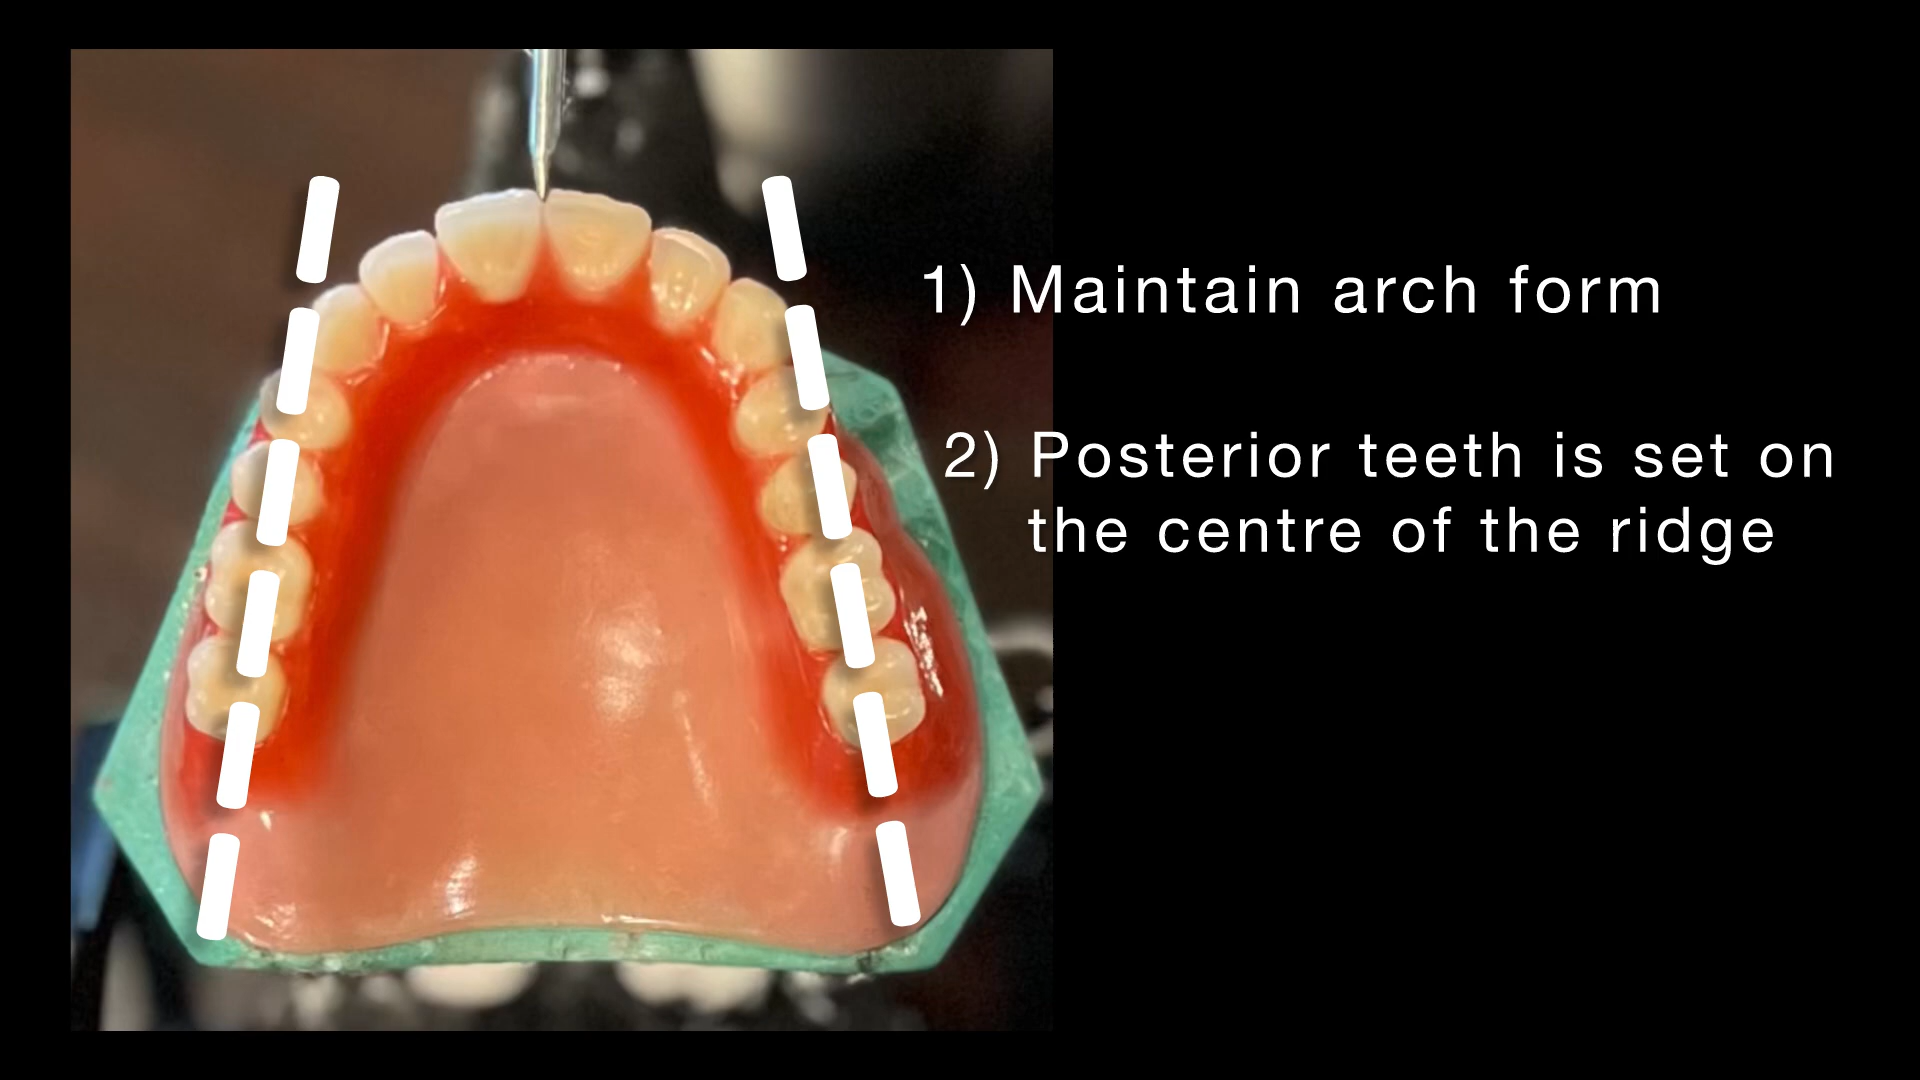 1) Maintain arch form
2) Posterior teeth is set on
the centre of the ridge